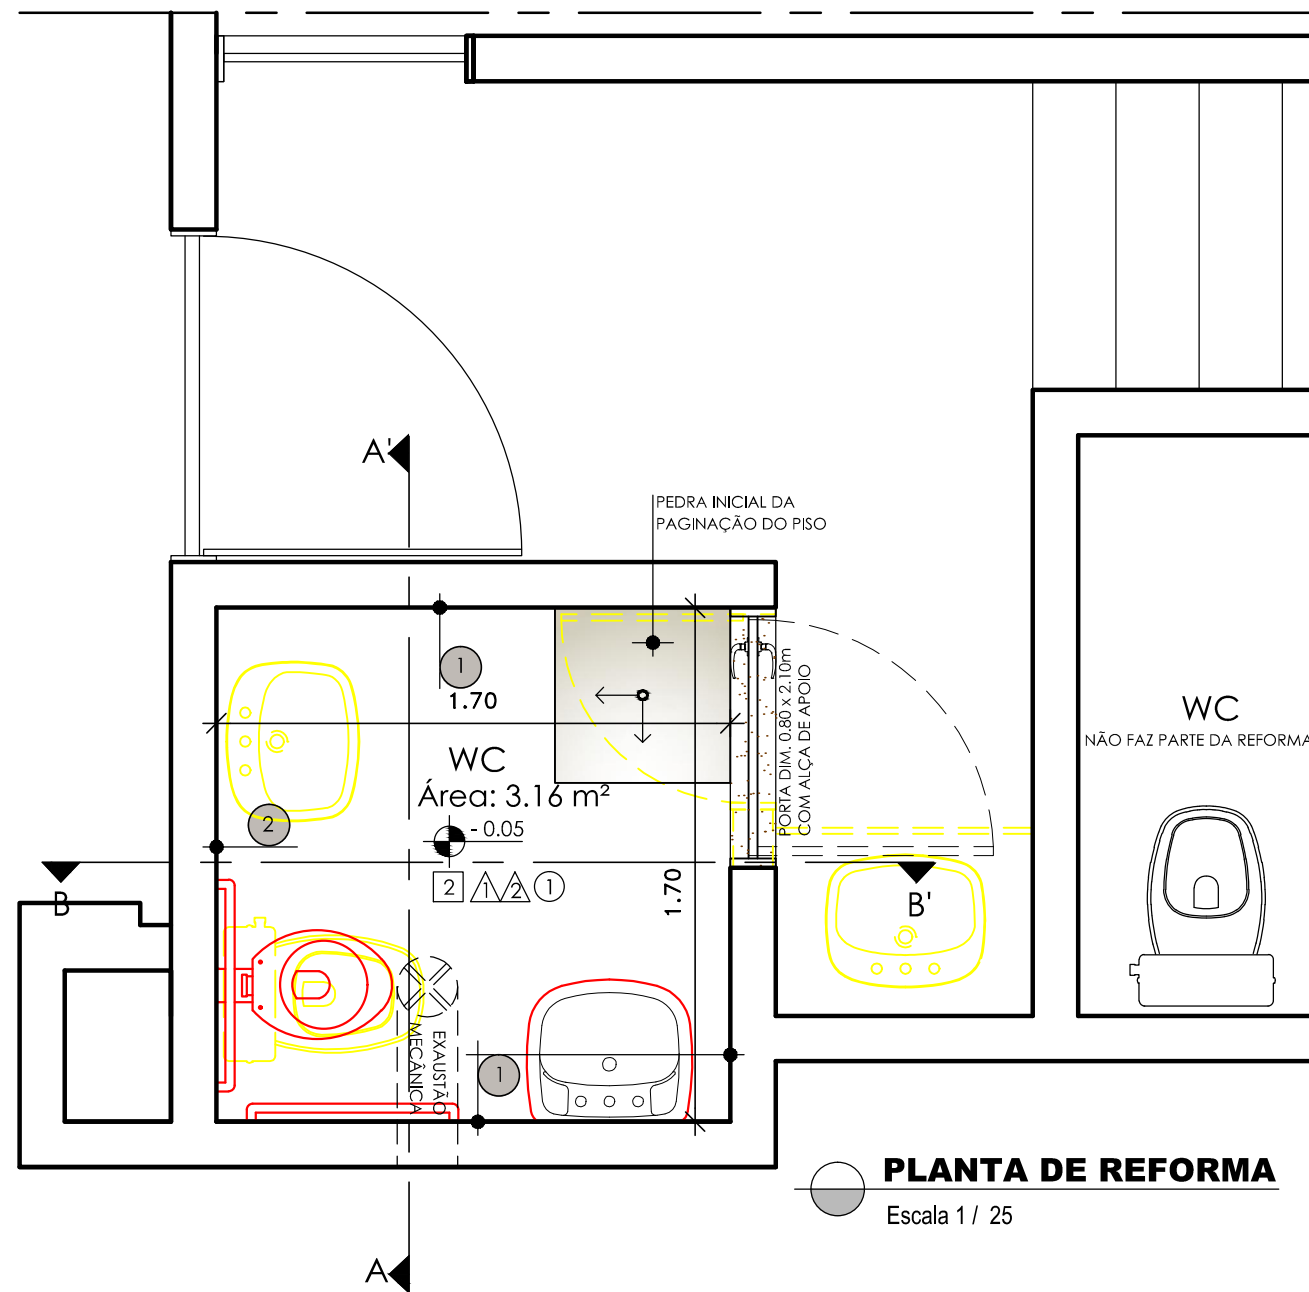 A'
PEDRA INICIAL DA
PAGINAÇÃO DO PISO
1
1.70
WC
Área: 3.16 m²
2
- 0.05
2 1 2 1
1.70
PORTA DIM. 0.80 x 2.10m
COM ALÇA DE APOIO
WC
NÃO FAZ PARTE DA REFORMA
B
B'
EXAUSTÃO
MECÂNICA
1
PLANTA DE REFORMA
Escala 1 / 25
A